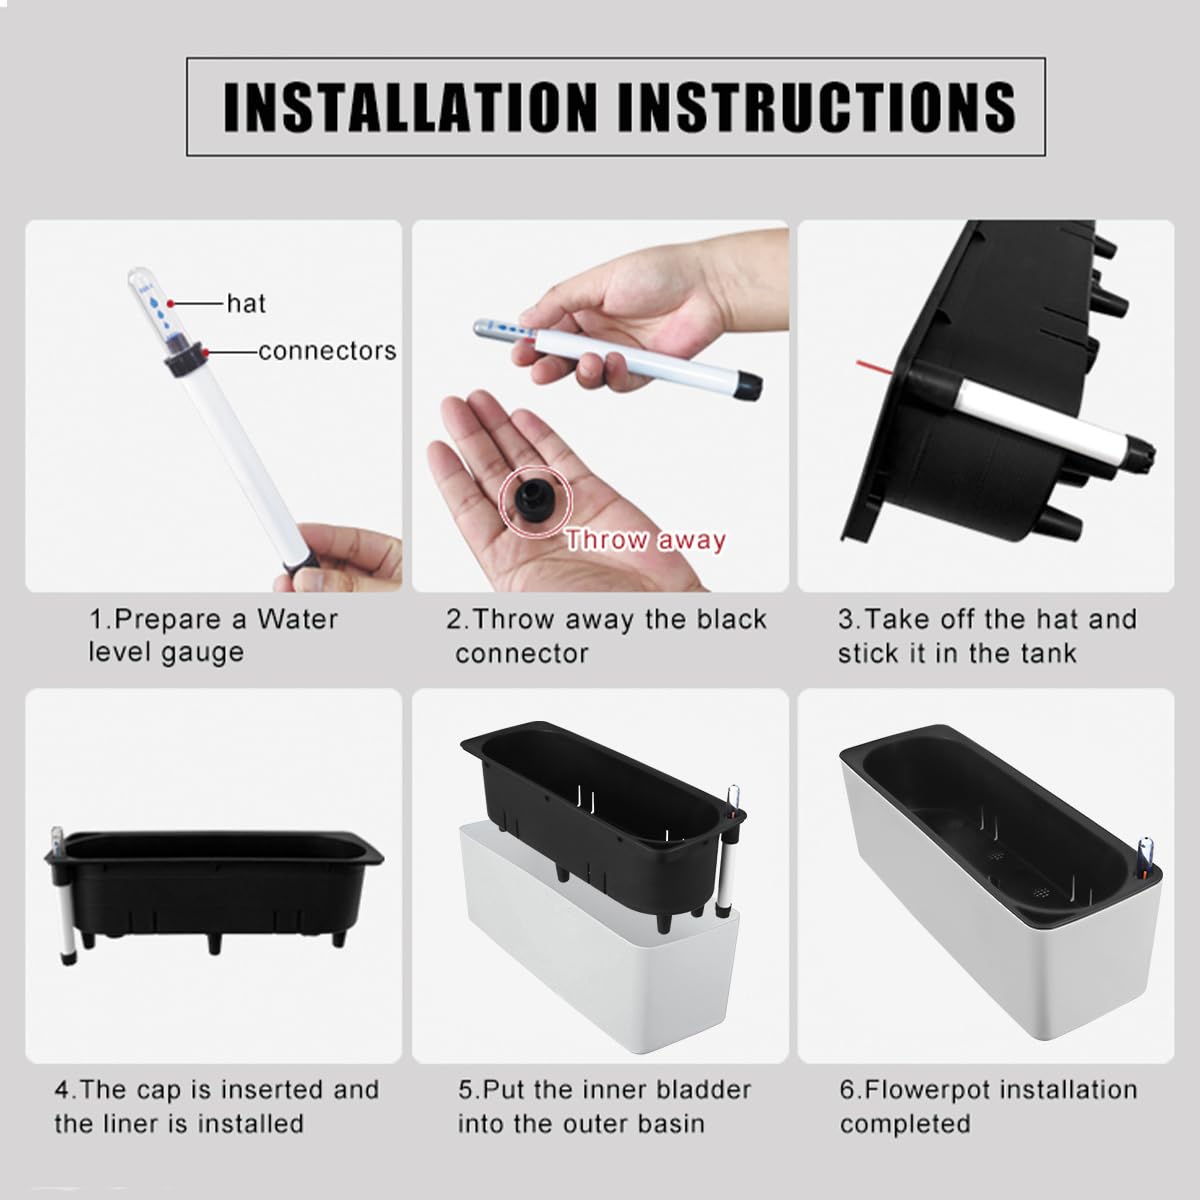 INSTALLATION INSTRUCTIONS
hat
connectors
Throw away
1.Prepare a Water
level gauge
2.Throw away the black
connector
3.Take off the hat and
stick it in the tank
4.The cap is inserted and
the liner is installed
5.Put the inner bladder
into the outer basin
6.Flowerpot installation
completed